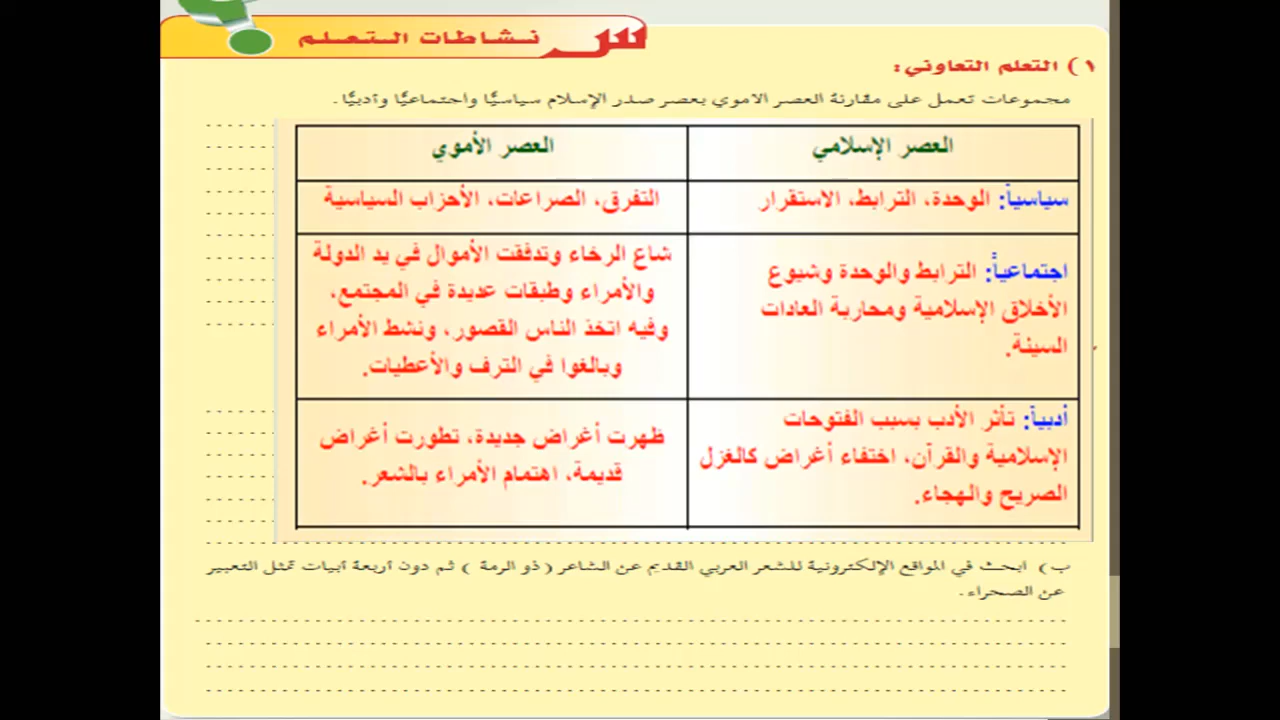 س نشاطات التعلم
١) التعلم التعاوني:
مجموعات تعمل على مقارنة العصر الأموي بعصر صدر الإسلام سياسيًّا واجتماعيًّا وأدبيًّا.
العصر الإسلامي
العصر الأموي
سياسياً: الوحدة، الترابط، الاستقرار
التفرق، الصراعات، الأحزاب السياسية
اجتماعياً: الترابط والوحدة وشيوع
الأخلاق الإسلامية ومحاربة العادات
السيئة.
شاع الرخاء وتدفقت الأموال في يد الدولة
والأمراء وطبقات عديدة في المجتمع،
وفيه اتخذ الناس القصور، ونشط الأمراء
وبالغوا في الترف والأعطيات.
أدبياً: تأثر الأدب بسبب الفتوحات
الإسلامية والقرآن، اختفاء أغراض كالغزل
الصريح والهجاء.
ظهرت أغراض جديدة، تطورت أغراض
قديمة، اهتمام الأمراء بالشعر.
ب) ابحث في المواقع الإلكترونية للشعر العربي القديم عن الشاعر (ذو الرمة) ثم دون أربعة أبيات تمثل التعبير
عن الصحراء.